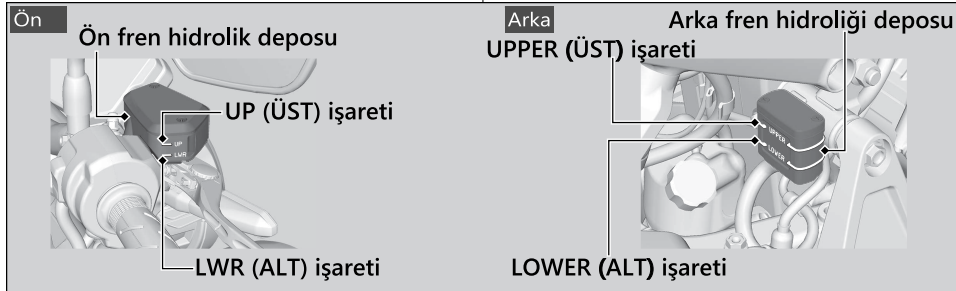 Ön
Ön fren hidrolik deposu
UP (ÜST) işareti
UP
LWR
LWR (ALT) işareti
Arka
Arka fren hidroliği deposu
UPPER (ÜST) işareti
UPPER
LOWER
LOWER (ALT) işareti